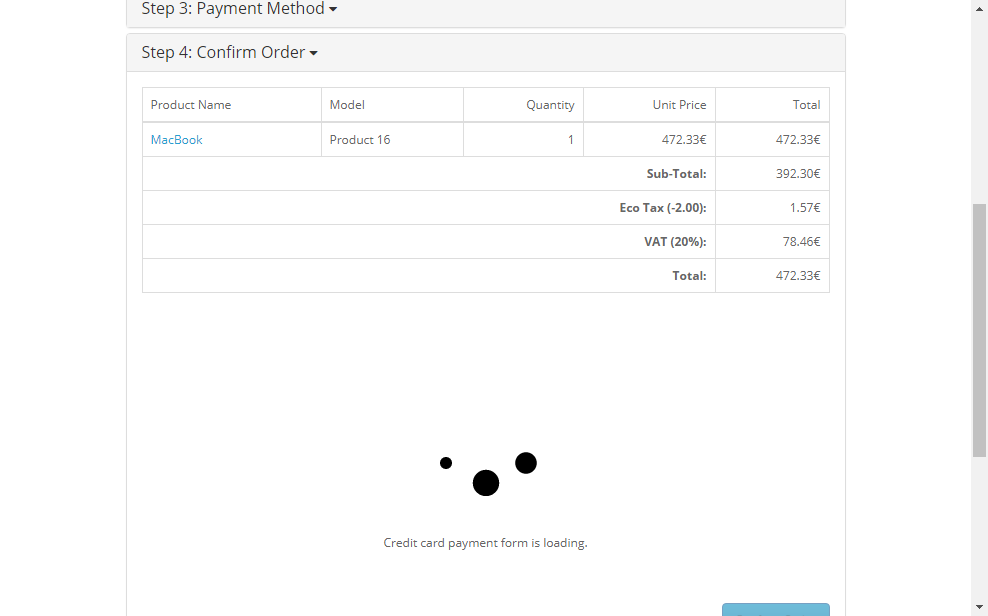 Step 3: Payment Method
Step 4: Confirm Order
Product Name Model Quantity Unit Price Total
MacBook Product 16 1 472.33€ 472.33€
Sub-Total: 392.30€
Eco Tax (-2.00): 1.57€
VAT (20%): 78.46€
Total: 472.33€
Credit card payment form is loading.